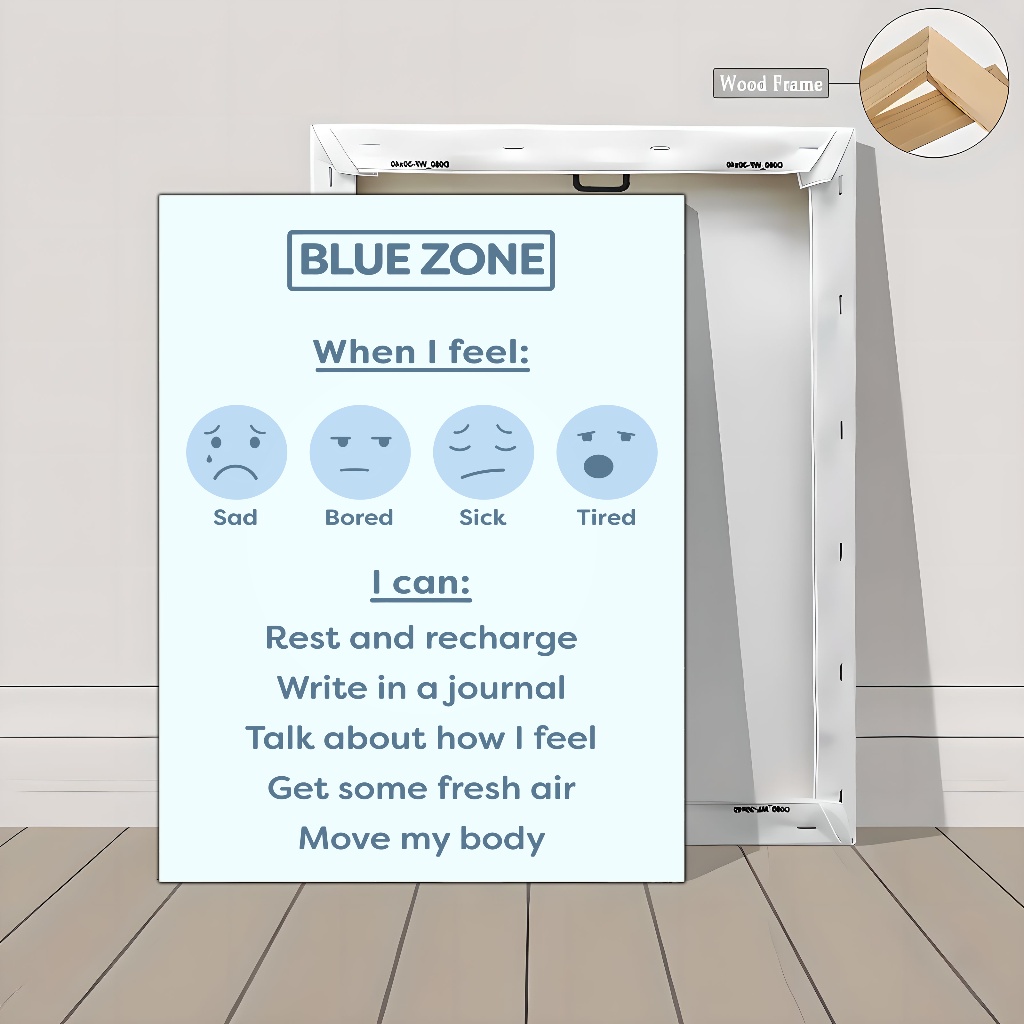 Wood Frame
BLUE ZONE
When I feel:
Sad Bored Sick Tired
I can:
Rest and recharge
Write in a journal
Talk about how I feel
Get some fresh air
Move my body